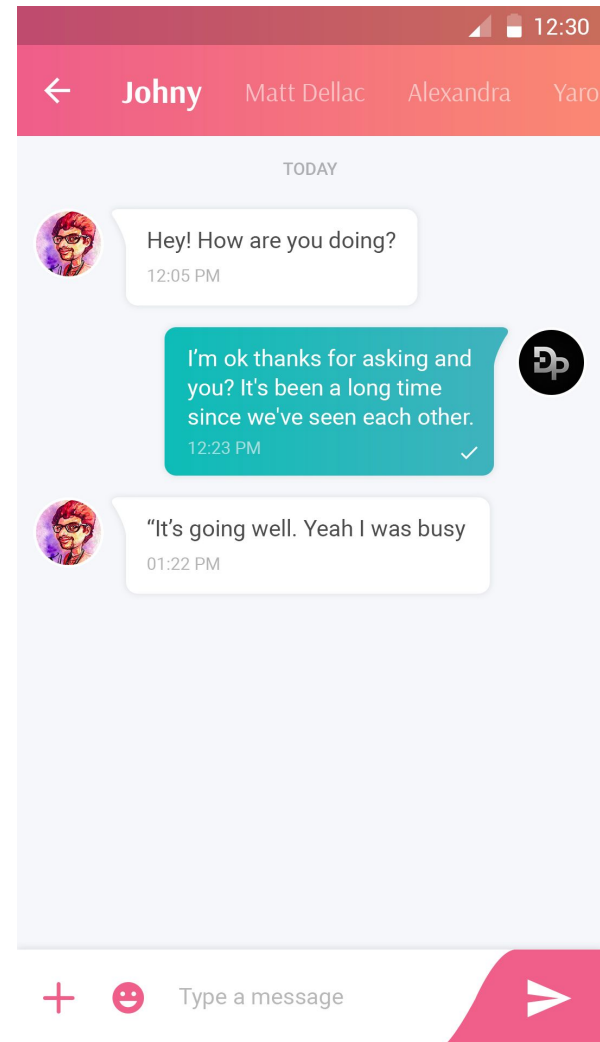 12:30
Johny Matt Dellac Alexandra Yaro
TODAY
Hey! How are you doing?
12:05 PM
I'm ok thanks for asking and
you? It's been a long time
since we've seen each other.
12:23 PM
Dp
“It’s going well. Yeah I was busy
01:22 PM
Type a message